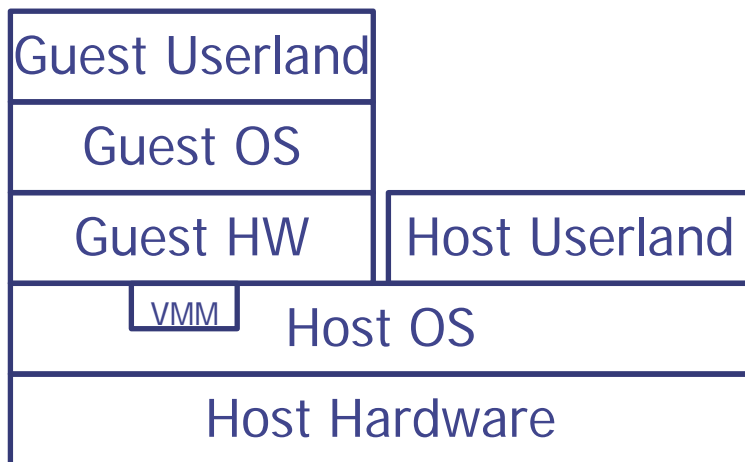 Guest Userland
Guest OS
Guest HW
Host Userland
VMM
Host OS
Host Hardware